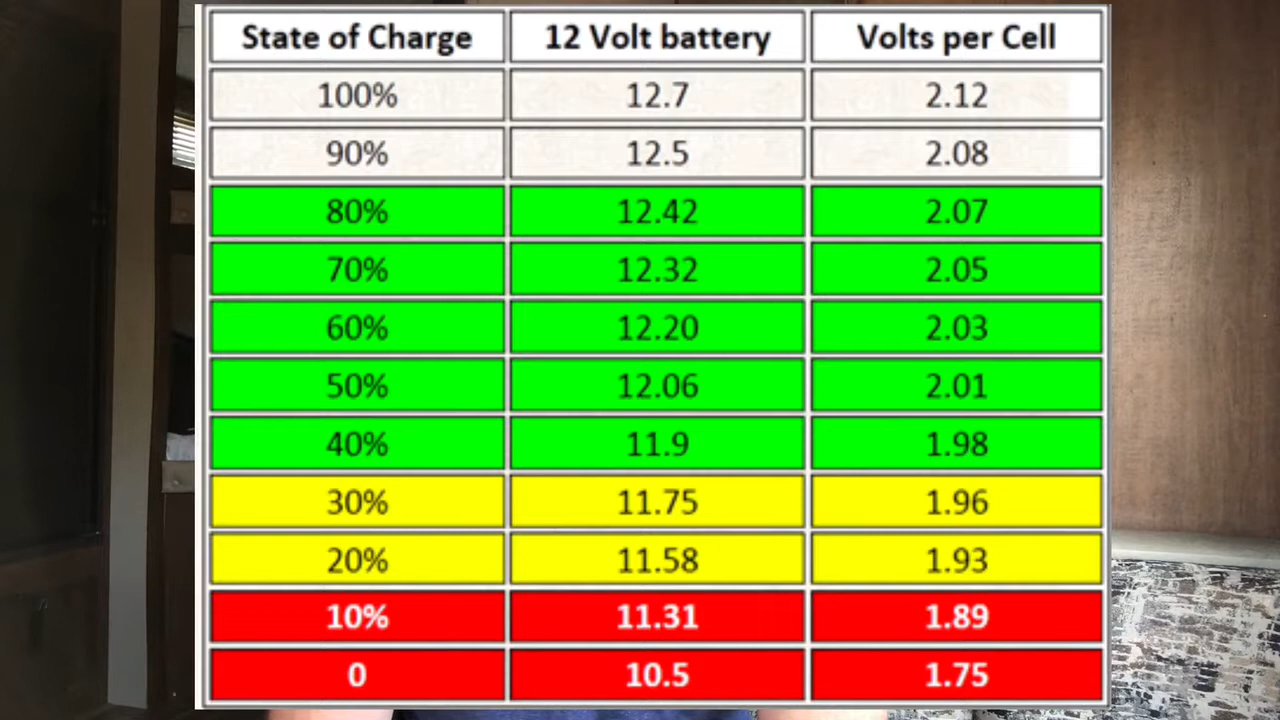 State of Charge 12 Volt battery Volts per Cell
100% 12.7 2.12
90% 12.5 2.08
80% 12.42 2.07
70% 12.32 2.05
60% 12.20 2.03
50% 12.06 2.01
40% 11.9 1.98
30% 11.75 1.96
20% 11.58 1.93
10% 11.31 1.89
0 10.5 1.75